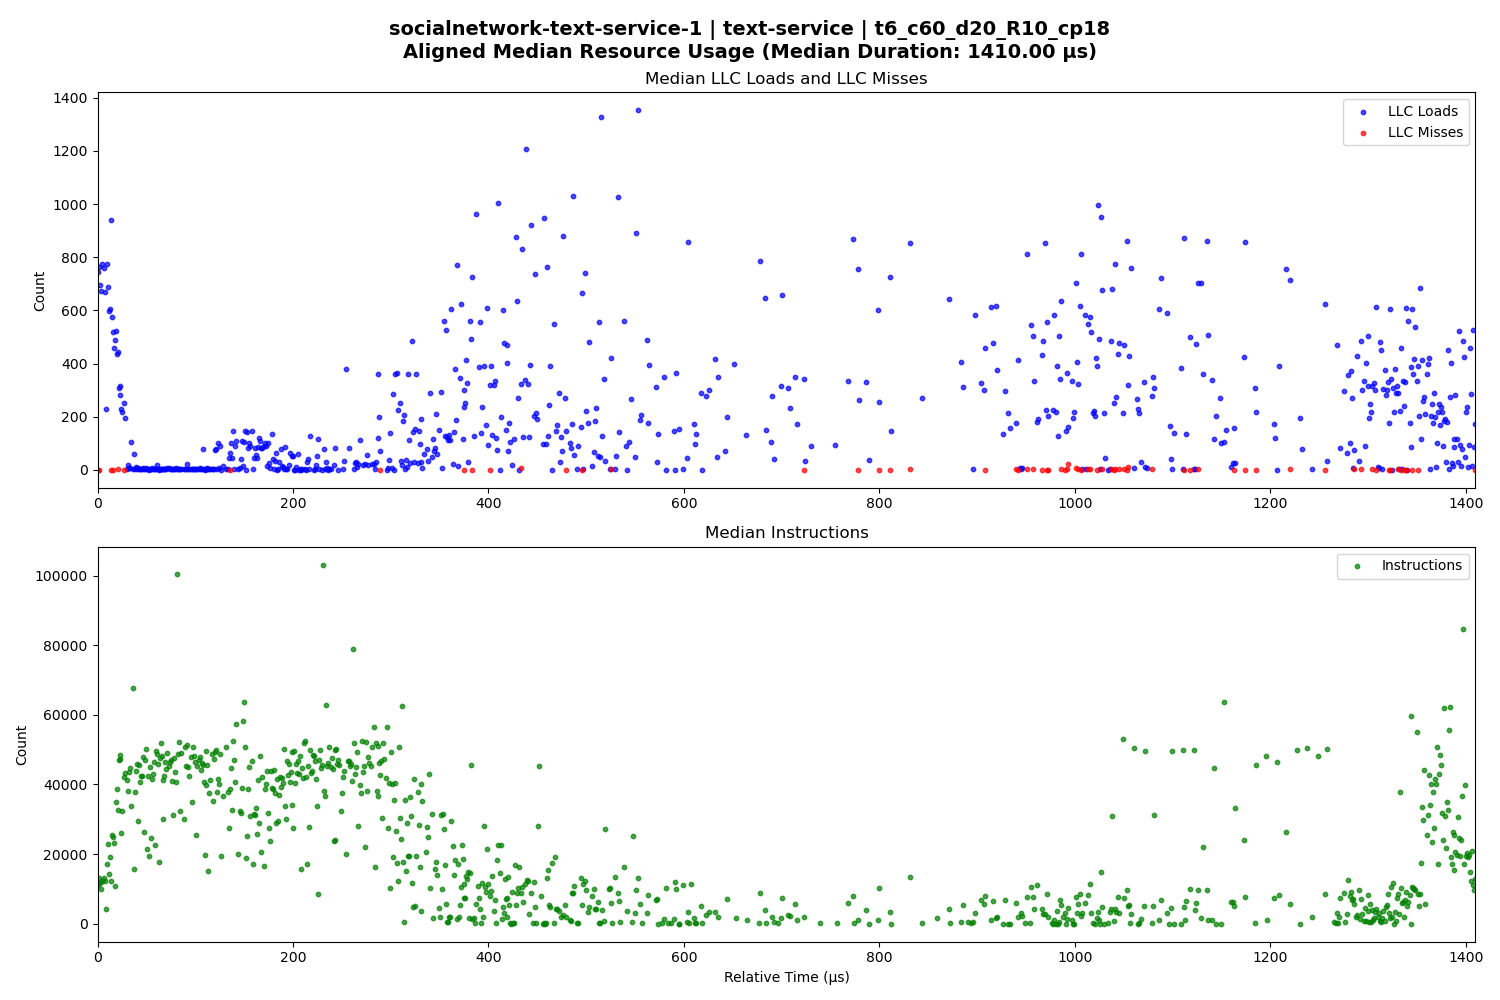 socialnetwork-text-service-1 | text-service | t6_c60_d20_R10_cp18
Aligned Median Resource Usage (Median Duration: 1410.00 µs)
Median LLC Loads and LLC Misses
1400
1200
1000
800
600
400
200
0
Count
LLC Loads
LLC Misses
0 200 400 600 800 1000 1200 1400
Median Instructions
100000
80000
60000
40000
20000
0
Count
Instructions
0 200 400 600 800 1000 1200 1400
Relative Time (µs)